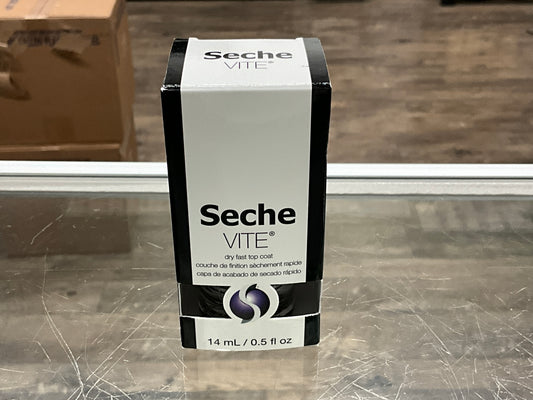 Seche
VITE®
Seche
VITE®
dry fast top coat
couche de finition sèchement rapide
capa de acabado de secado rápido
14 mL / 0.5 fl oz